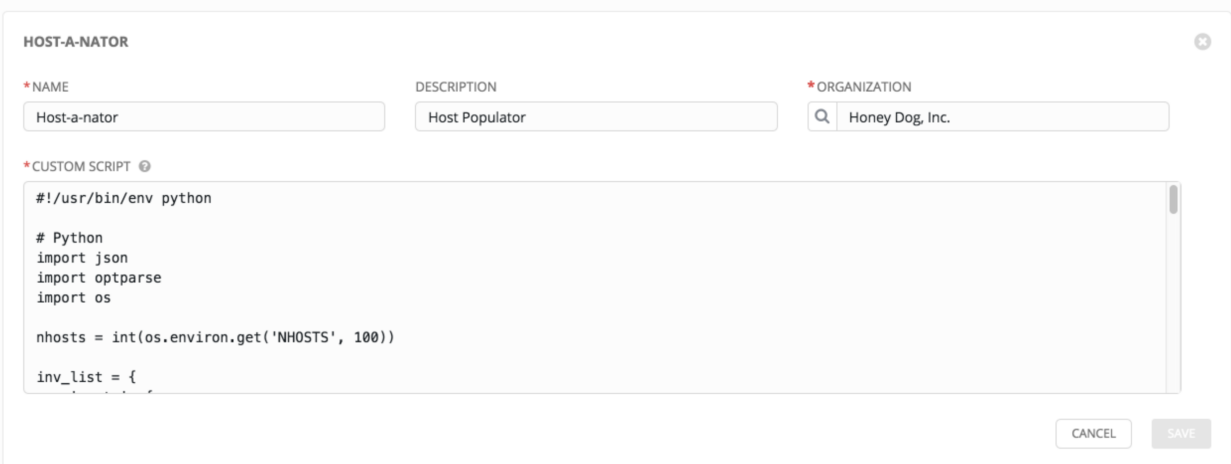 HOST-A-NATOR
*NAME
Host-a-nator
DESCRIPTION
Host Populator
*ORGANIZATION
Honey Dog, Inc.
*CUSTOM SCRIPT ?
#!/usr/bin/env python
# Python
import json
import optparse
import os
nhosts = int(os.environ.get('NHOSTS', 100))
inv_list = {
CANCEL
SAVE